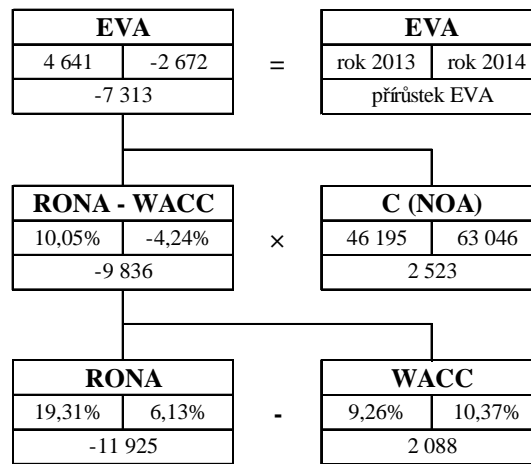 EVA EVA
4 641 -2 672 = rok 2013 rok 2014
-7 313 přírůstek EVA
RONA - WACC C (NOA)
10,05% -4,24% × 46 195 63 046
-9 836 2 523
RONA WACC
19,31% 6,13% - 9,26% 10,37%
-11 925 2 088